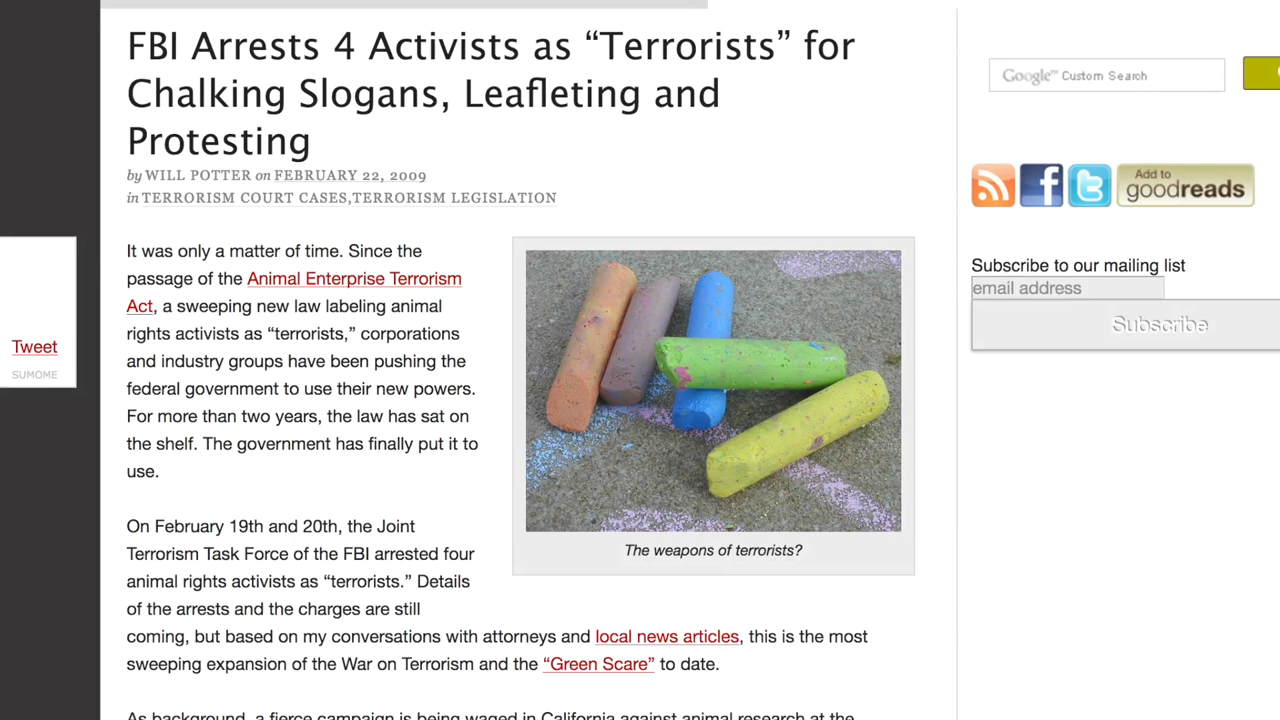 FBI Arrests 4 Activists as “Terrorists” for
Chalking Slogans, Leafleting and
Protesting
by WILL POTTER on FEBRUARY 22, 2009
in TERRORISM COURT CASES,TERRORISM LEGISLATION
It was only a matter of time. Since the
passage of the Animal Enterprise Terrorism
Act, a sweeping new law labeling animal
rights activists as “terrorists,” corporations
and industry groups have been pushing the
federal government to use their new powers.
For more than two years, the law has sat on
the shelf. The government has finally put it to
use.
The weapons of terrorists?
On February 19th and 20th, the Joint
Terrorism Task Force of the FBI arrested four
animal rights activists as “terrorists.” Details
of the arrests and the charges are still
coming, but based on my conversations with attorneys and local news articles, this is the most
sweeping expansion of the War on Terrorism and the “Green Scare” to date.
As background, a fierce campaign is being waged in California against animal research at the
Tweet
SUMOME
Google™ Custom Search
Add to
goodreads
Subscribe to our mailing list
email address
Subscribe